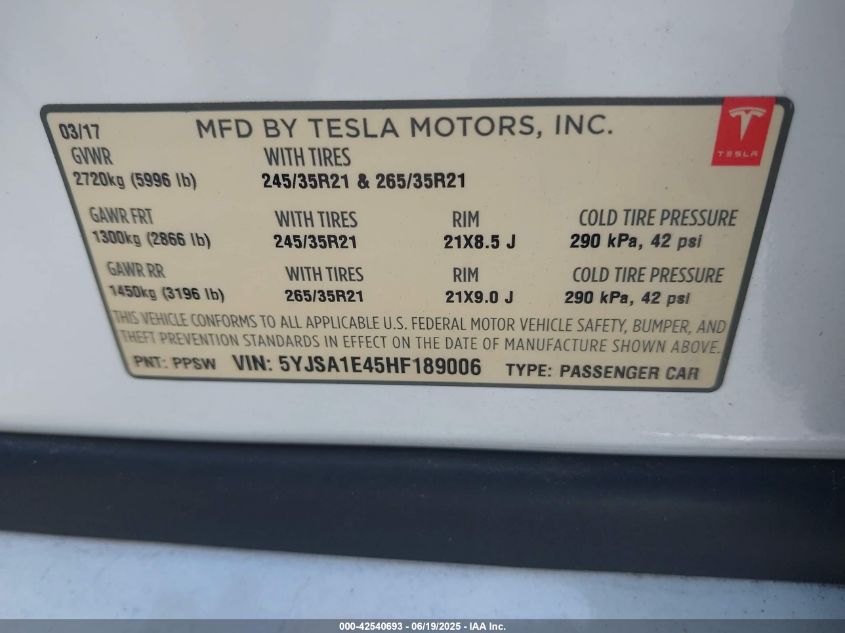 03/17 MFD BY TESLA MOTORS, INC.
TESLA
GVWR WITH TIRES
2720kg (5996 lb) 245/35R21 & 265/35R21
GAWR FRT WITH TIRES RIM COLD TIRE PRESSURE
1300kg (2866 lb) 245/35R21 21X8.5 J 290 kPa, 42 psi
GAWR RR WITH TIRES RIM COLD TIRE PRESSURE
1450kg (3196 lb) 265/35R21 21X9.0 J 290 kPa, 42 psi
THIS VEHICLE CONFORMS TO ALL APPLICABLE U.S. FEDERAL MOTOR VEHICLE SAFETY, BUMPER, AND
THEFT PREVENTION STANDARDS IN EFFECT ON THE DATE OF MANUFACTURE SHOWN ABOVE.
PNT: PPSW VIN: 5YJSA1E45HF189006 TYPE: PASSENGER CAR
000-42540693 - 06/19/2025 - IAA Inc.